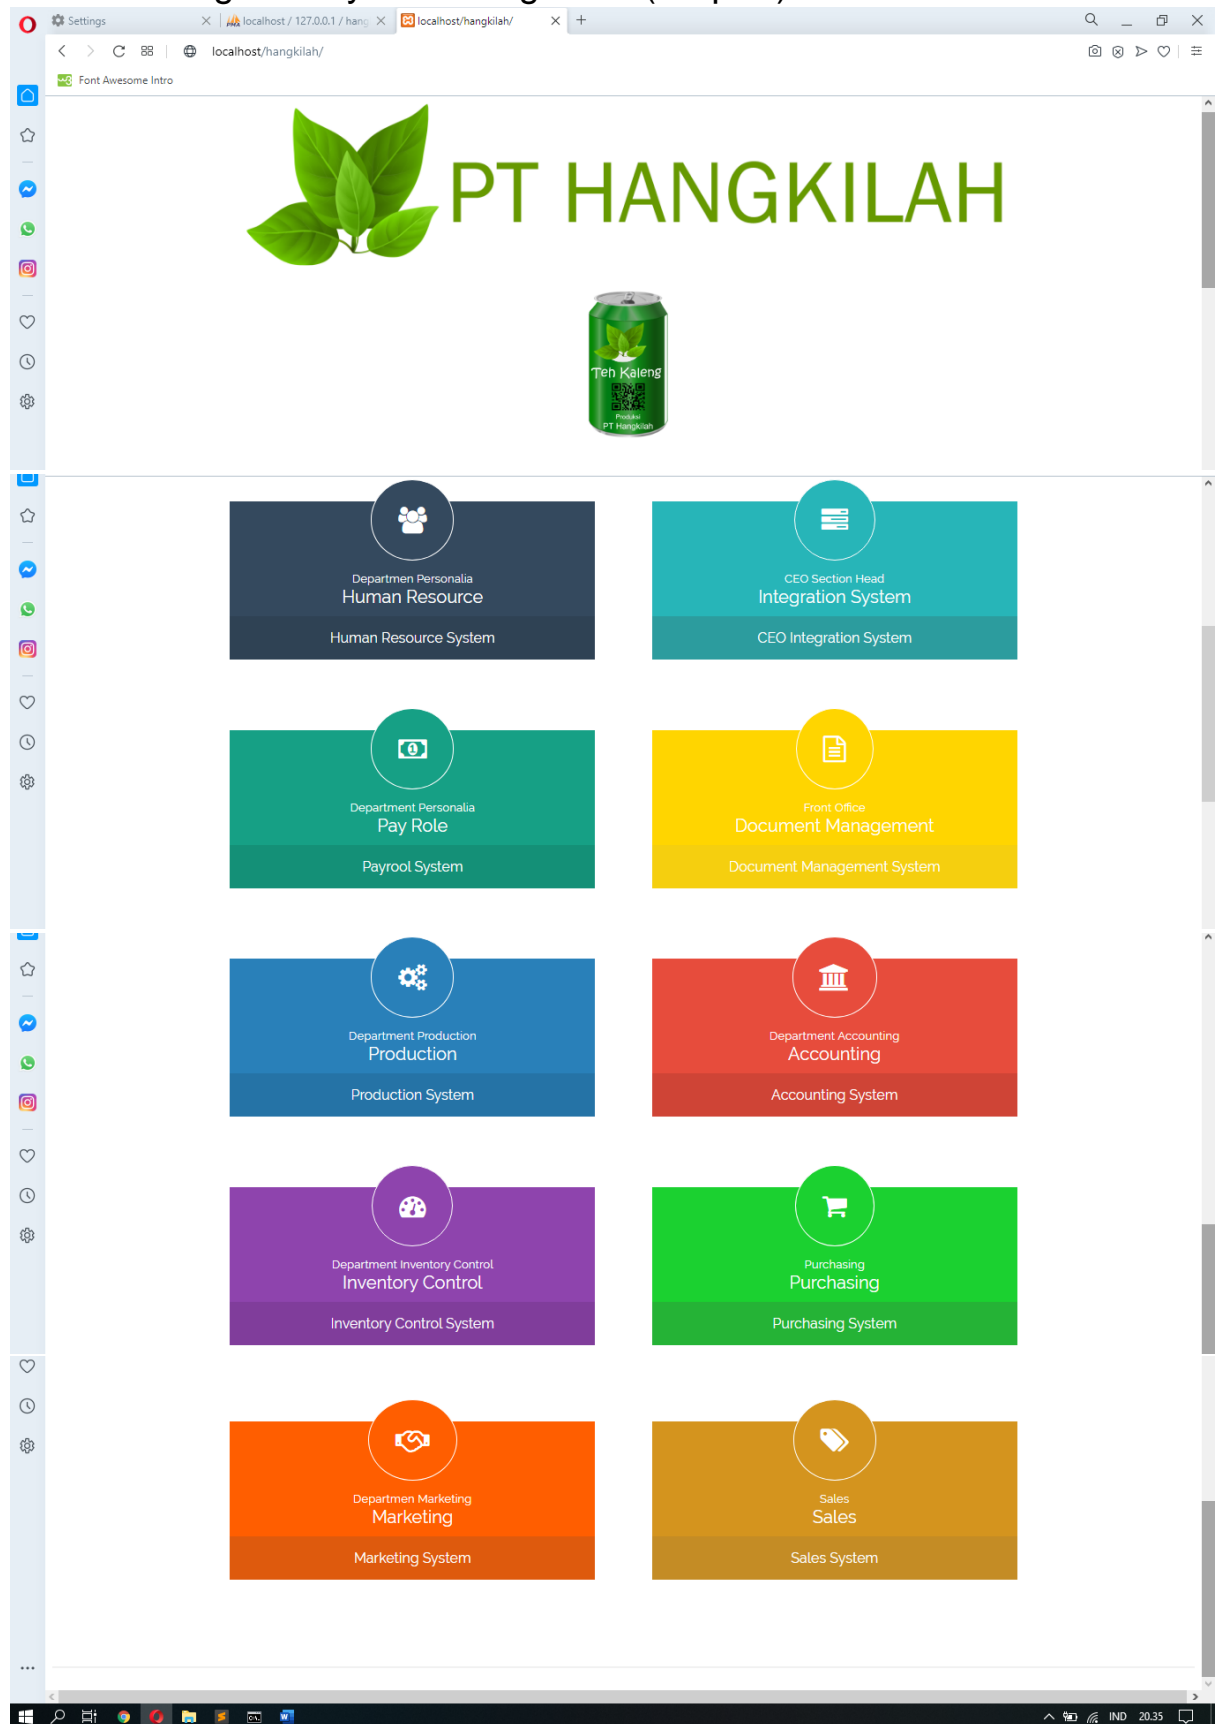 Settings
localhost / 127.0.0.1 / hang
localhost/hangkilah/
localhost/hangkilah/
Font Awesome Intro
PT HANGKILAH
Teh Kaleng
Produksi
PT Hangkilah
Departmen Personalia
Human Resource
Human Resource System
CEO Section Head
Integration System
CEO Integration System
Department Personalia
Pay Role
Payrool System
Front Office
Document Management
Document Management System
Department Production
Production
Production System
Department Accounting
Accounting
Accounting System
Department Inventory Control
Inventory Control
Inventory Control System
Purchasing
Purchasing
Purchasing System
Departmen Marketing
Marketing
Marketing System
Sales
Sales
Sales System
IND 20.35